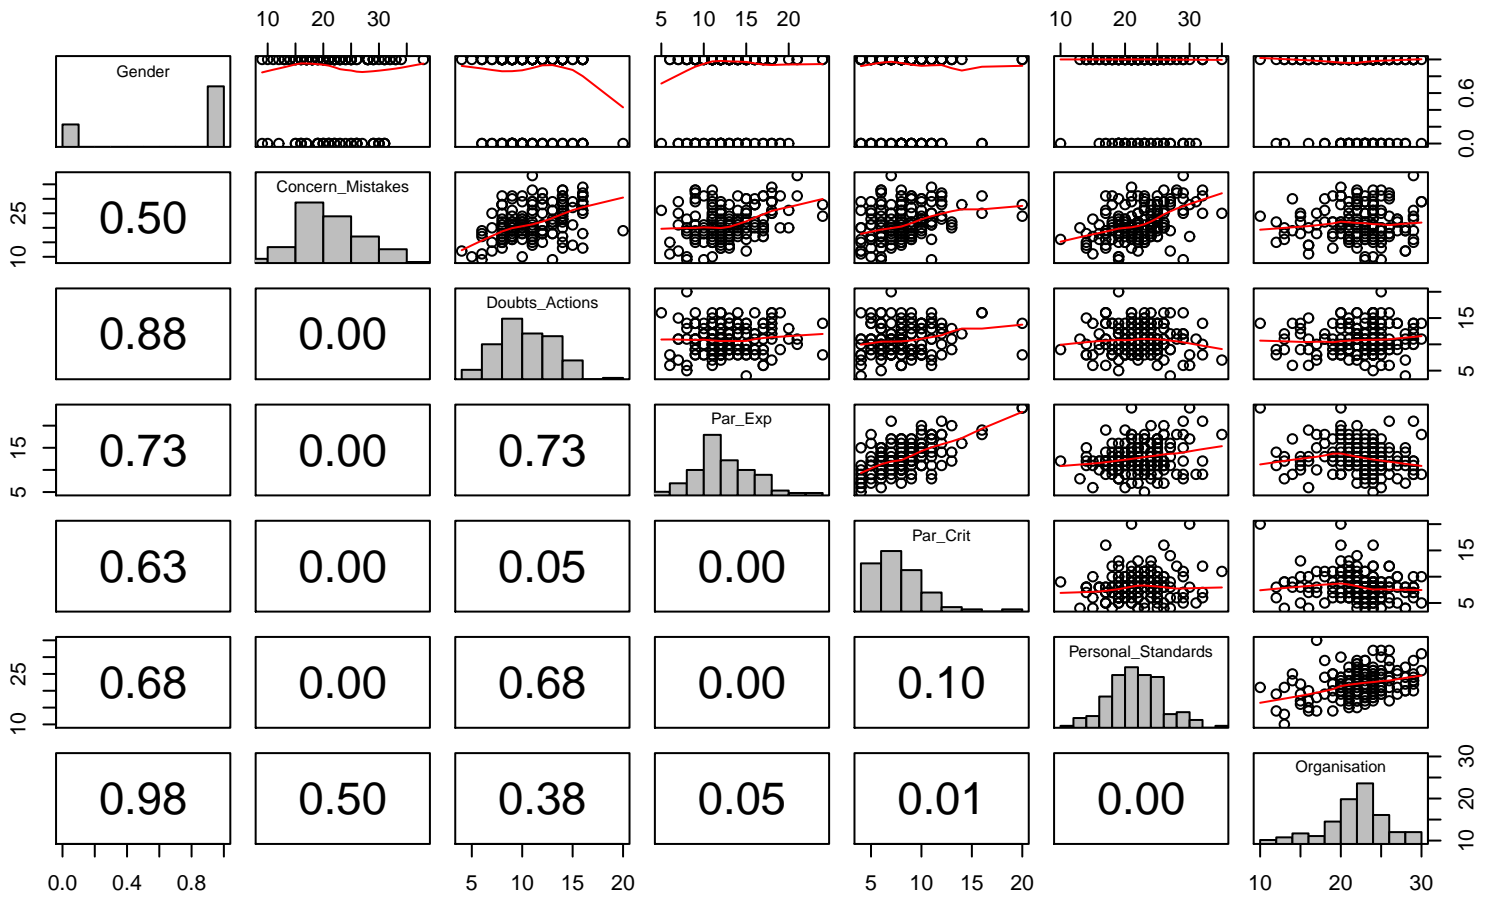 10 20 30 5 10 15 20 10 20 30
Gender
0.0 0.6
0.50 Concern_Mistakes
10 25
0.88 0.00 Doubts_Actions
5 15
0.73 0.00 0.73 Par_Exp
5 15
0.63 0.00 0.05 0.00 Par_Crit
5 15
0.68 0.00 0.68 0.00 0.10 Personal_Standards
10 25
0.98 0.50 0.38 0.05 0.01 0.00 Organisation
10 20 30
0.0 0.4 0.8 5 10 15 20 5 10 15 20 10 20 30